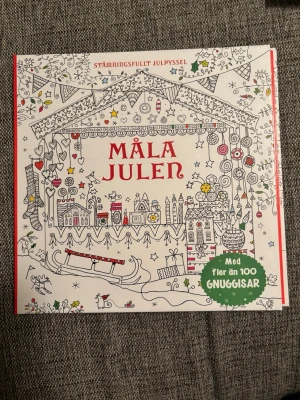 STÄMNINGSFULLT JULPYSSEL
MÅLA
JULEN
Med
fler än 100
GNUGGISAR